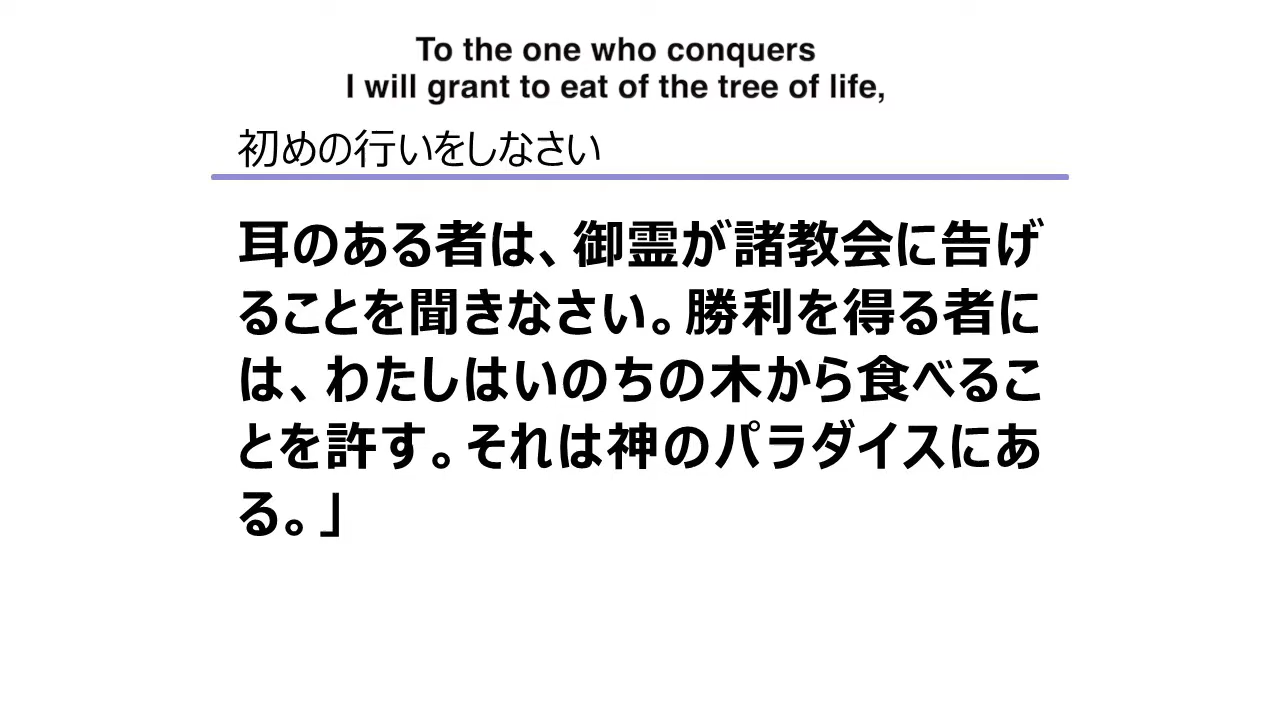 To the one who conquers
I will grant to eat of the tree of life,
初めの行いをしなさい
耳のある者は、御霊が諸教会に告げ
ることを聞きなさい。勝利を得る者に
は、わたしはいのちの木から食べるこ
とを許す。それは神のパラダイスにあ
る。」